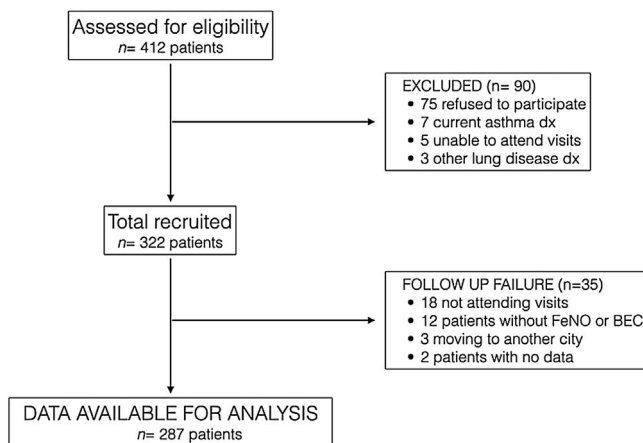 Assessed for eligibility
n= 412 patients
EXCLUDED (n= 90)
• 75 refused to participate
• 7 current asthma dx
• 5 unable to attend visits
• 3 other lung disease dx
Total recruited
n= 322 patients
FOLLOW UP FAILURE (n=35)
• 18 not attending visits
• 12 patients without FeNO or BEC
• 3 moving to another city
• 2 patients with no data
DATA AVAILABLE FOR ANALYSIS
n= 287 patients